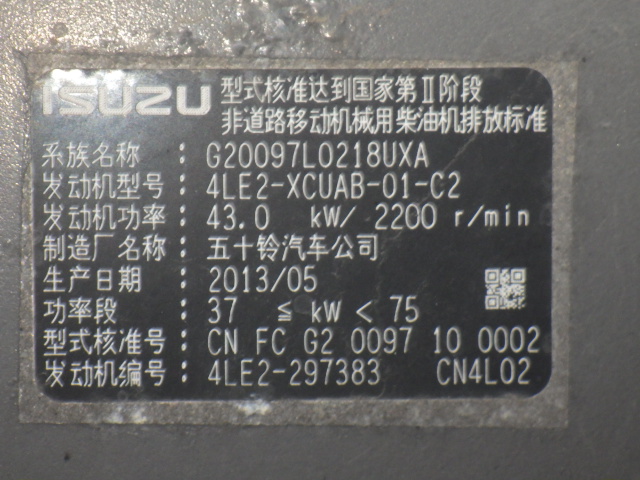 ISUZU
型式核准达到国家第Ⅱ阶段
非道路移动机械用柴油机排放标准
系族名称 : G20097L0218UXA
发动机型号 : 4LE2-XCUAB-01-C2
发动机功率 : 43.0 kW/ 2200 r/min
制造厂名称 : 五十铃汽车公司
生产日期 : 2013/05
功率段 : 37 ≦ kW < 75
型式核准号 : CN FC G2 0097 10 0002
发动机编号 : 4LE2-297383 CN4L02